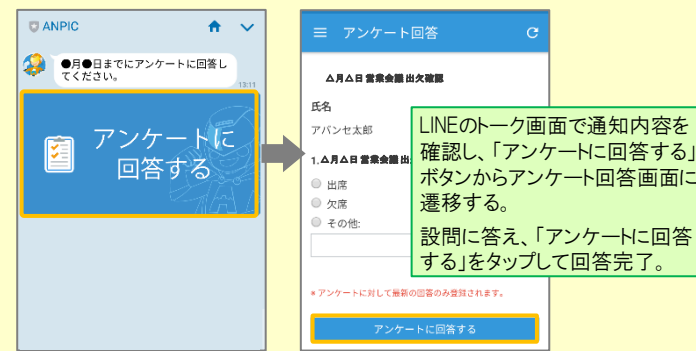 ANPIC
●月●日までにアンケートに回答し
てください。
13:11
アンケートに
回答する
アンケート回答
△月△日 営業会議 出欠確認
氏名
アバンセ太郎
1.△月△日 営業会議 出
出席
欠席
その他:
* アンケートに対して最新の回答のみ登録されます。
アンケートに回答する
LINEのトーク画面で通知内容を
確認し、「アンケートに回答する」
ボタンからアンケート回答画面に
遷移する。
設問に答え、「アンケートに回答
する」をタップして回答完了。